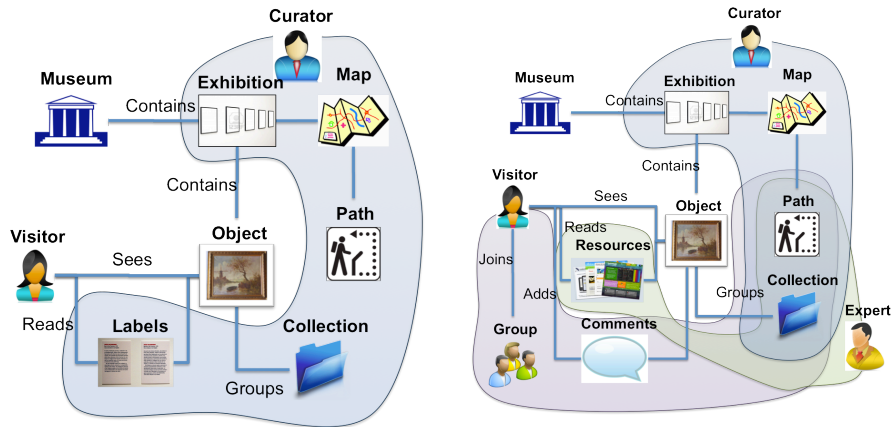 Curator
Museum
Exhibition
Map
Contains
Contains
Path
Visitor
Object
Sees
Reads
Labels
Collection
Groups
Curator
Museum
Exhibition
Map
Contains
Contains
Visitor
Sees
Object
Path
Reads
Resources
Joins
Adds
Groups
Collection
Expert
Group
Comments